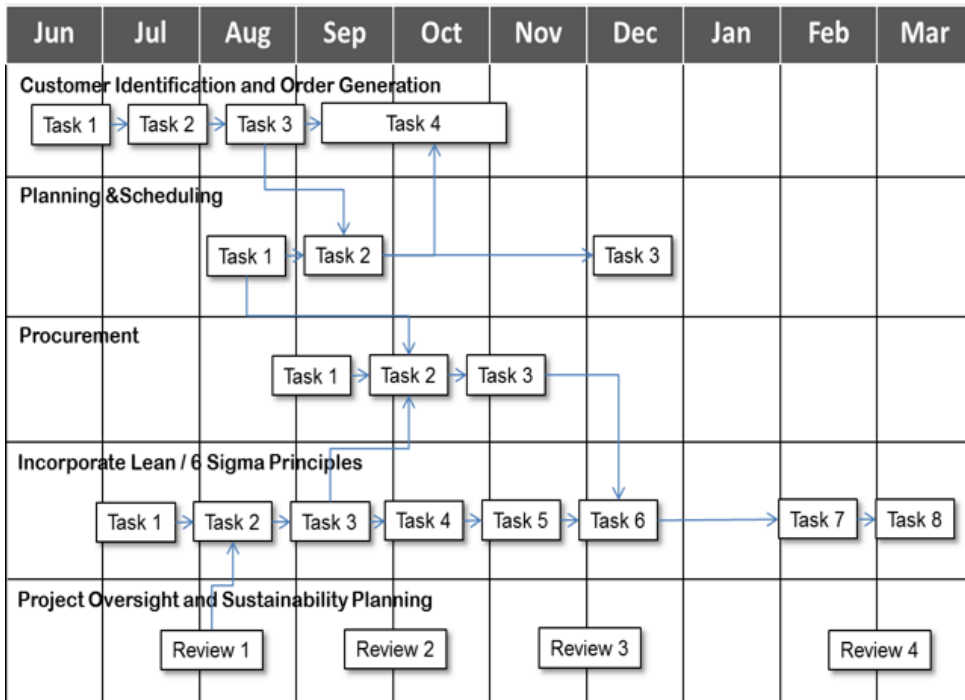 Jun Jul Aug Sep Oct Nov Dec Jan Feb Mar
Customer Identification and Order Generation
Task 1 Task 2 Task 3 Task 4
Planning &Scheduling
Task 1 Task 2 Task 3
Procurement
Task 1 Task 2 Task 3
Incorporate Lean / 6 Sigma Principles
Task 1 Task 2 Task 3 Task 4 Task 5 Task 6 Task 7 Task 8
Project Oversight and Sustainability Planning
Review 1 Review 2 Review 3 Review 4